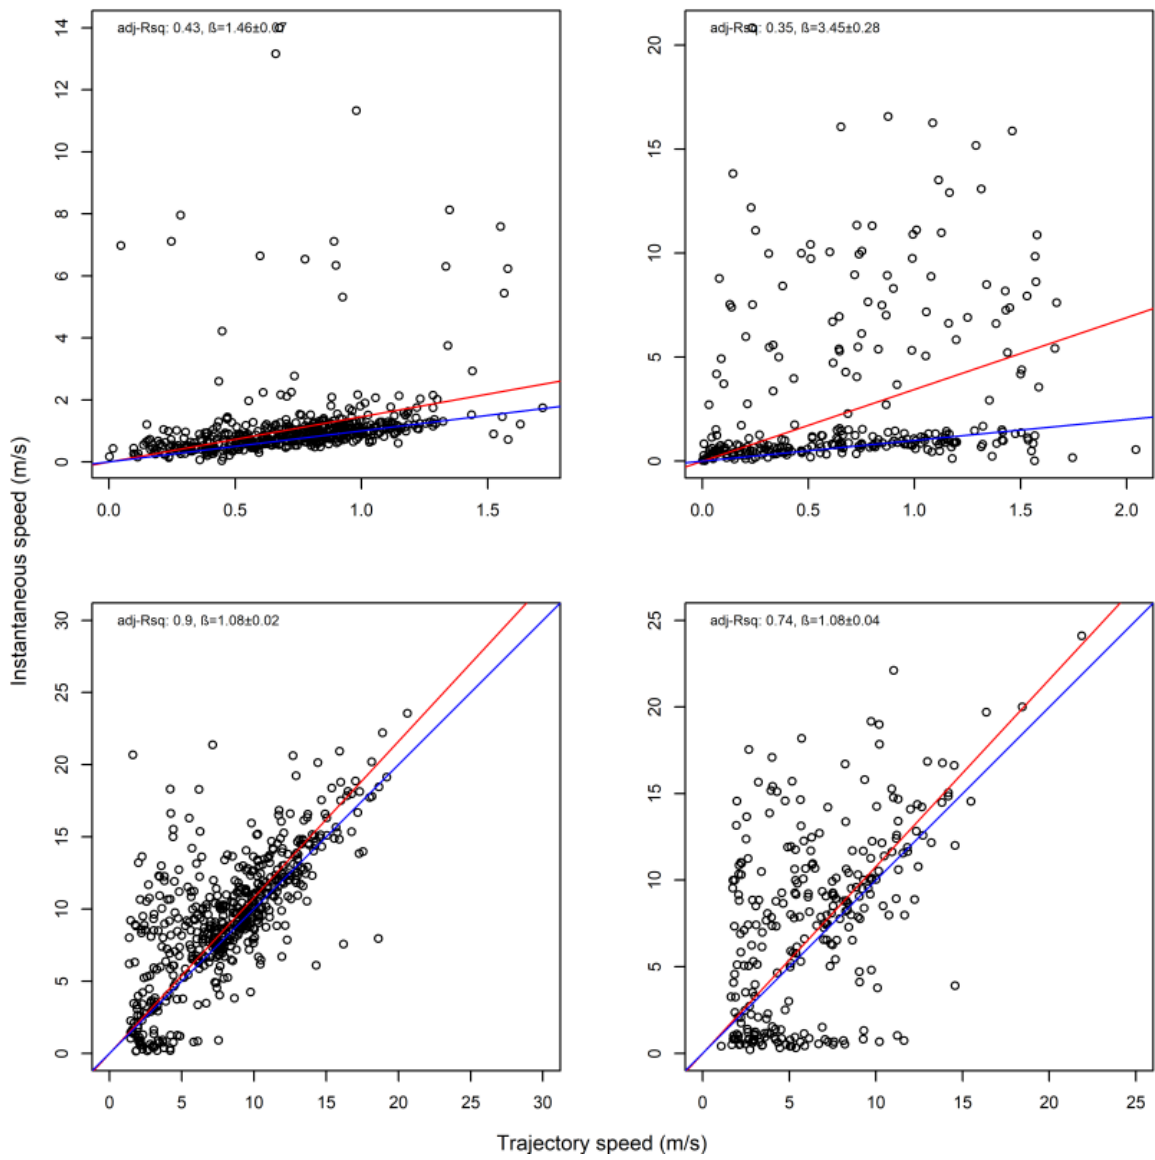 adj-Rsq: 0.43, ß=1.46±0.07
14
12
10
8
6
4
2
0
0.0 0.5 1.0 1.5
adj-Rsq: 0.35, ß=3.45±0.28
20
15
10
5
0
0.0 0.5 1.0 1.5 2.0
Instantaneous speed (m/s)
adj-Rsq: 0.9, ß=1.08±0.02
30
25
20
15
10
5
0
0 5 10 15 20 25 30
adj-Rsq: 0.74, ß=1.08±0.04
25
20
15
10
5
0
0 5 10 15 20 25
Trajectory speed (m/s)